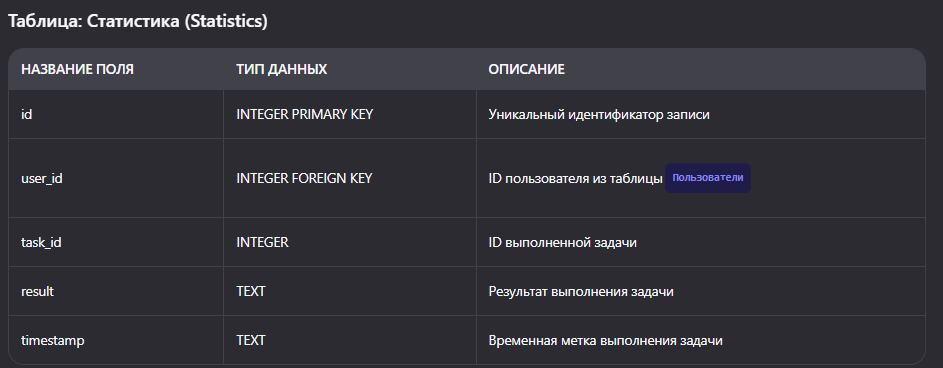 Таблица: Статистика (Statistics)
НАЗВАНИЕ ПОЛЯ ТИП ДАННЫХ ОПИСАНИЕ
id INTEGER PRIMARY KEY Уникальный идентификатор записи
user_id INTEGER FOREIGN KEY ID пользователя из таблицы Пользователи
task_id INTEGER ID выполненной задачи
result TEXT Результат выполнения задачи
timestamp TEXT Временная метка выполнения задачи